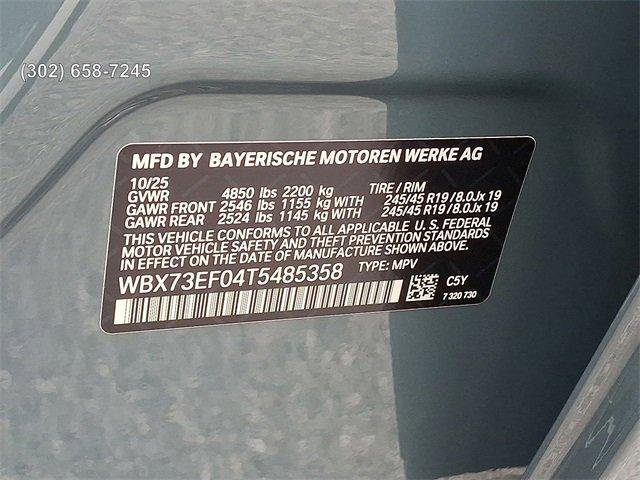 (302) 658-7245
MFD BY BAYERISCHE MOTOREN WERKE AG
10/25
GVWR 4850 lbs 2200 kg TIRE / RIM
GAWR FRONT 2546 lbs 1155 kg WITH 245/45 R19 / 8.0Jx 19
GAWR REAR 2524 lbs 1145 kg WITH 245/45 R19 / 8.0Jx 19
THIS VEHICLE CONFORMS TO ALL APPLICABLE U. S. FEDERAL
MOTOR VEHICLE SAFETY AND THEFT PREVENTION STANDARDS
IN EFFECT ON THE DATE OF MANUFACTURE SHOWN ABOVE.
WBX73EF04T5485358 TYPE: MPV
C5Y
7 320 730